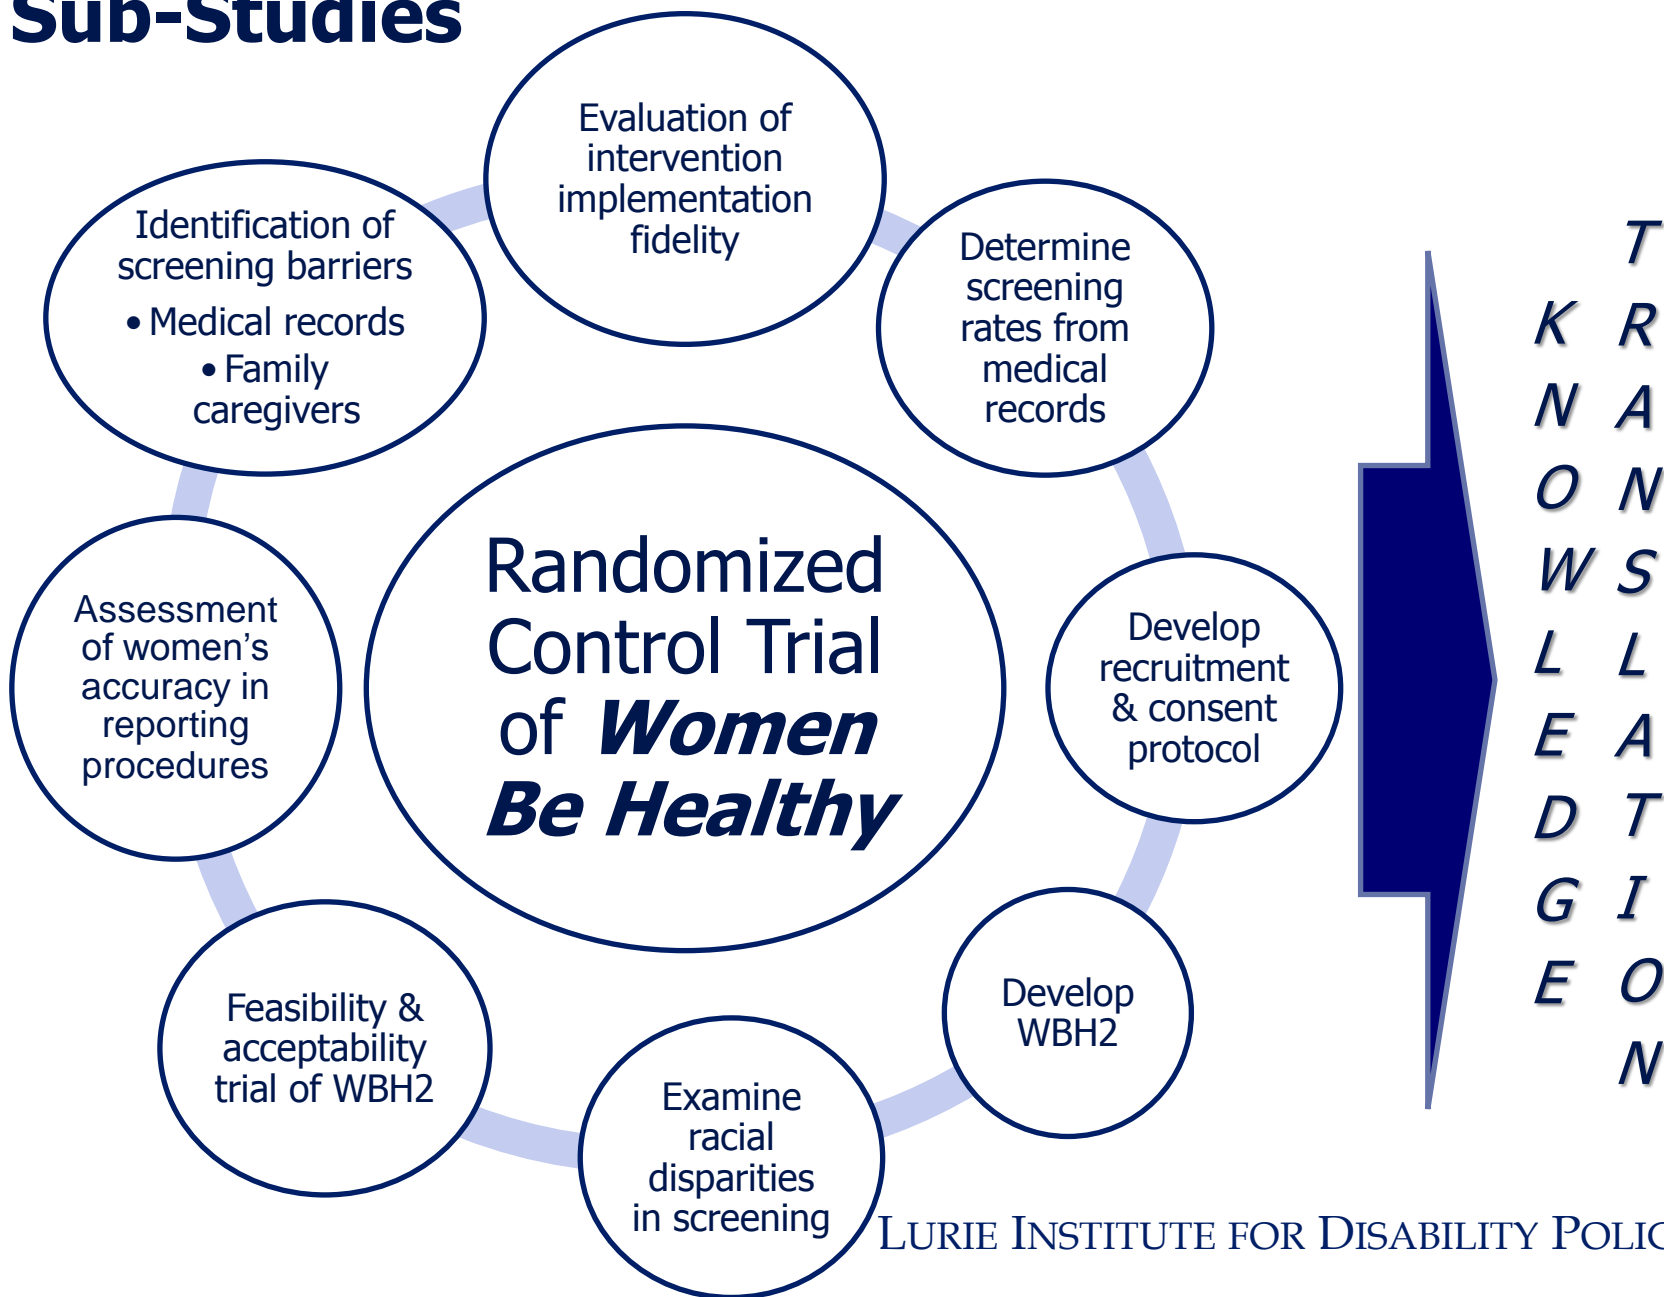 Sub-Studies
Evaluation of
intervention
implementation
fidelity
Determine
screening
rates from
medical
records
Develop
recruitment
& consent
protocol
Develop
WBH2
Examine
racial
disparities
in screening
Feasibility &
acceptability
trial of WBH2
Assessment
of women’s
accuracy in
reporting
procedures
Identification of
screening barriers
• Medical records
• Family
caregivers
Randomized
Control Trial
of Women
Be Healthy
KNOWLEDGE
TRANSLATION
LURIE INSTITUTE FOR DISABILITY POLIC